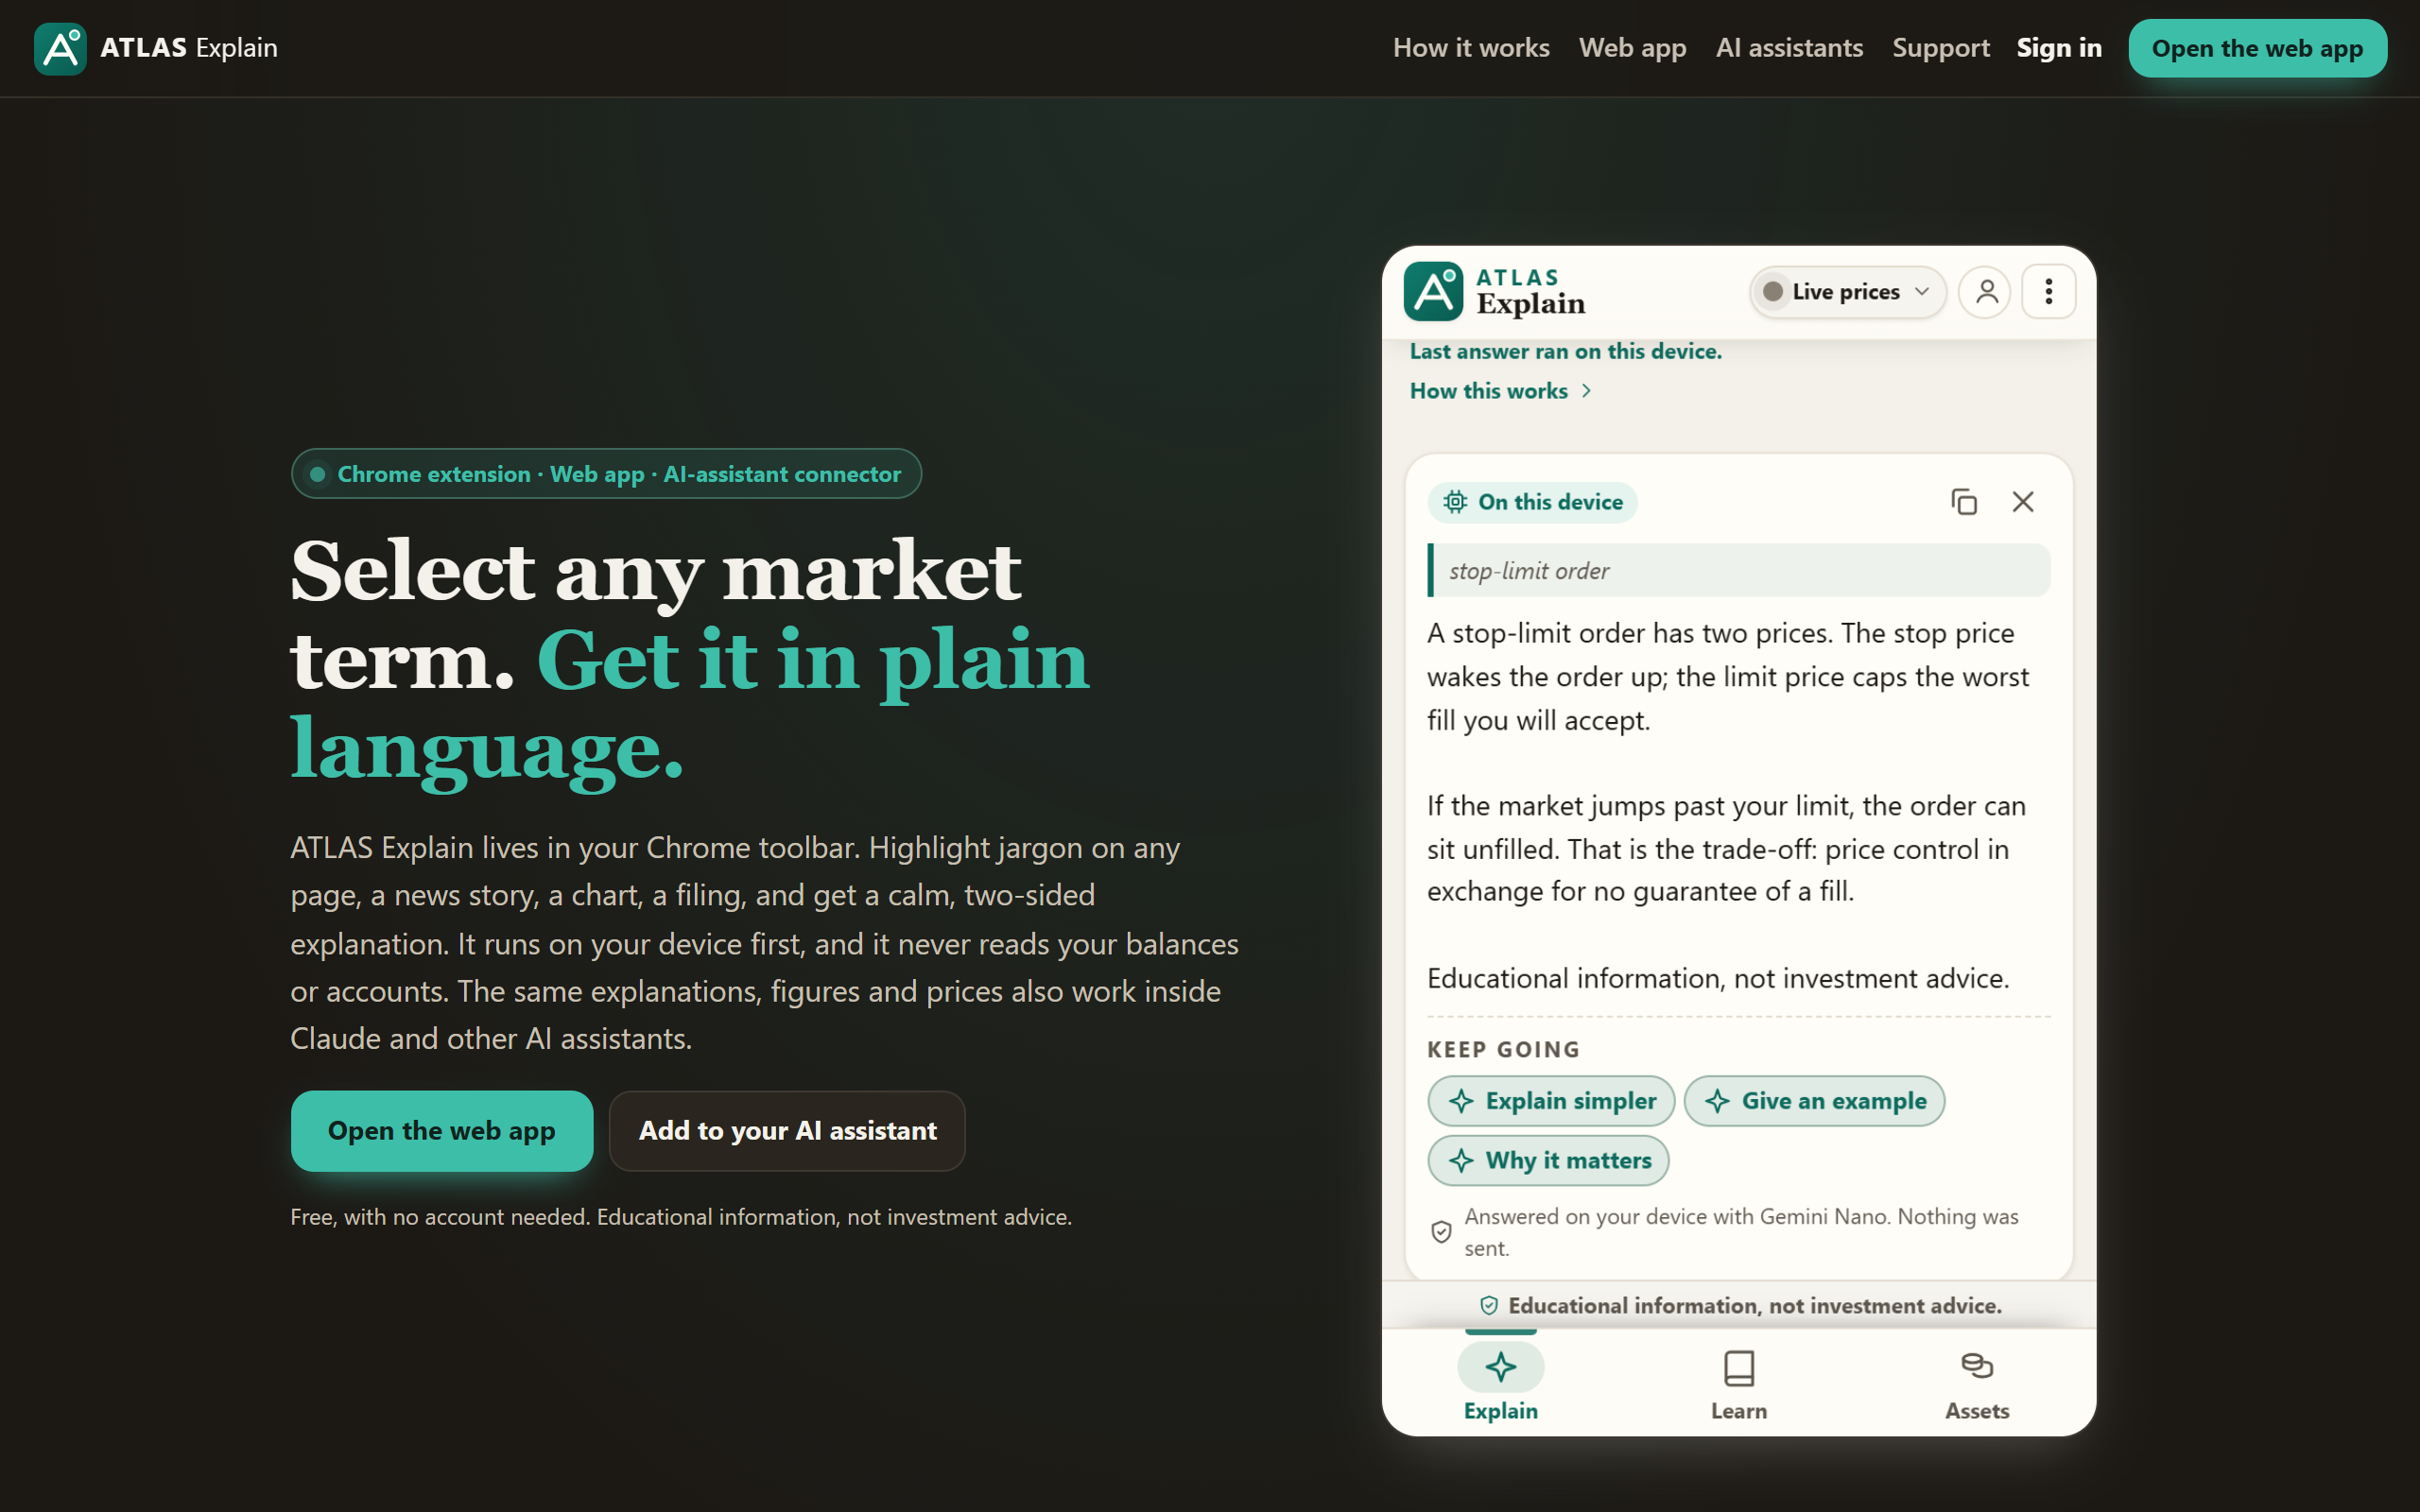 ATLAS Explain
How it works
Web app
AI assistants
Support
Sign in
Open the web app
Chrome extension · Web app · AI-assistant connector
Select any market
term. Get it in plain
language.
ATLAS Explain lives in your Chrome toolbar. Highlight jargon on any
page, a news story, a chart, a filing, and get a calm, two-sided
explanation. It runs on your device first, and it never reads your balances
or accounts. The same explanations, figures and prices also work inside
Claude and other AI assistants.
Open the web app
Add to your AI assistant
Free, with no account needed. Educational information, not investment advice.
ATLAS
Explain
Live prices
Last answer ran on this device.
How this works
On this device
stop-limit order
A stop-limit order has two prices. The stop price
wakes the order up; the limit price caps the worst
fill you will accept.
If the market jumps past your limit, the order can
sit unfilled. That is the trade-off: price control in
exchange for no guarantee of a fill.
Educational information, not investment advice.
KEEP GOING
Explain simpler
Give an example
Why it matters
Answered on your device with Gemini Nano. Nothing was
sent.
Educational information, not investment advice.
Explain
Learn
Assets